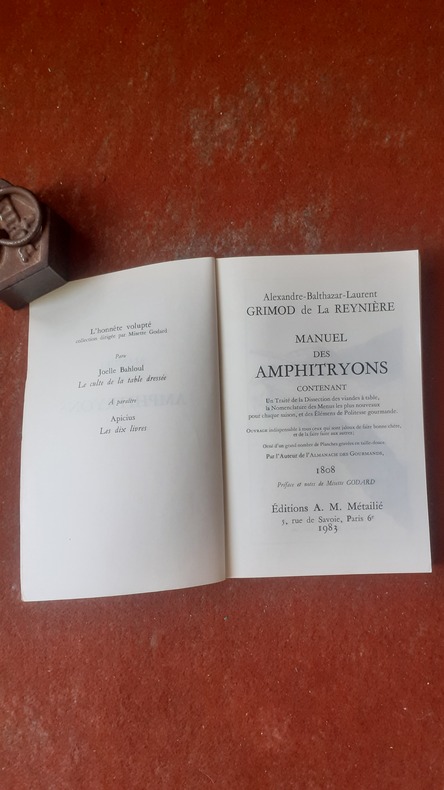 L'honnête volupté
collection dirigée par Misette Godard
Paru
Joelle Bahloul
Le culte de la table dressée
A paraître
Apicius
Les dix livres
Alexandre-Balthazar-Laurent
GRIMOD de La REYNIÈRE
MANUEL
DES
AMPHITRYONS
CONTENANT
Un Traité de la Dissection des viandes à table,
la Nomenclature des Menus les plus nouveaux
pour chaque saison, et des Élémens de Politesse gourmande.
Ouvrage indispensable à tous ceux qui sont jaloux de faire bonne chère,
et de la faire faire aux autres;
Orné d'un grand nombre de Planches gravées en taille-douce.
Par l'Auteur de l'Almanach des Gourmands,
1808
Préface et notes de Misette GODARD
Éditions A. M. Métailié
5, rue de Savoie, Paris 6e
1983